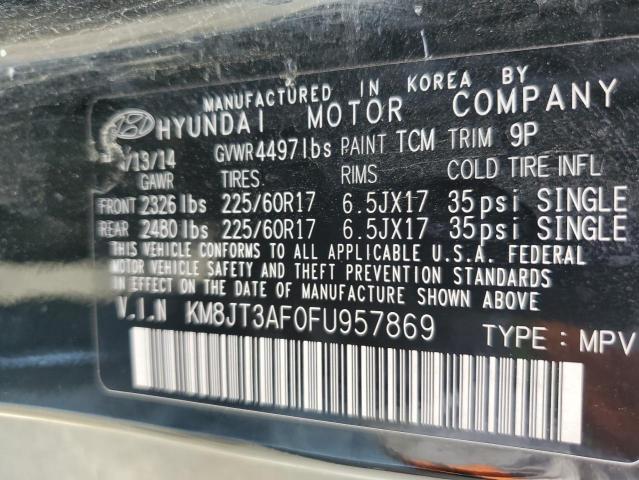 MANUFACTURED IN KOREA BY
HYUNDAI MOTOR COMPANY
/13/14 GVWR 4497 lbs PAINT TCM TRIM 9P
GAWR TIRES RIMS COLD TIRE INFL
FRONT 2326 lbs 225/60R17 6.5JX17 35psi SINGLE
REAR 2480 lbs 225/60R17 6.5JX17 35psi SINGLE
THIS VEHICLE CONFORMS TO ALL APPLICABLE U.S.A. FEDERAL
MOTOR VEHICLE SAFETY AND THEFT PREVENTION STANDARDS
IN EFFECT ON THE DATE OF MANUFACTURE SHOWN ABOVE.
V.I.N KM8JT3AF0FU957869 TYPE : MPV